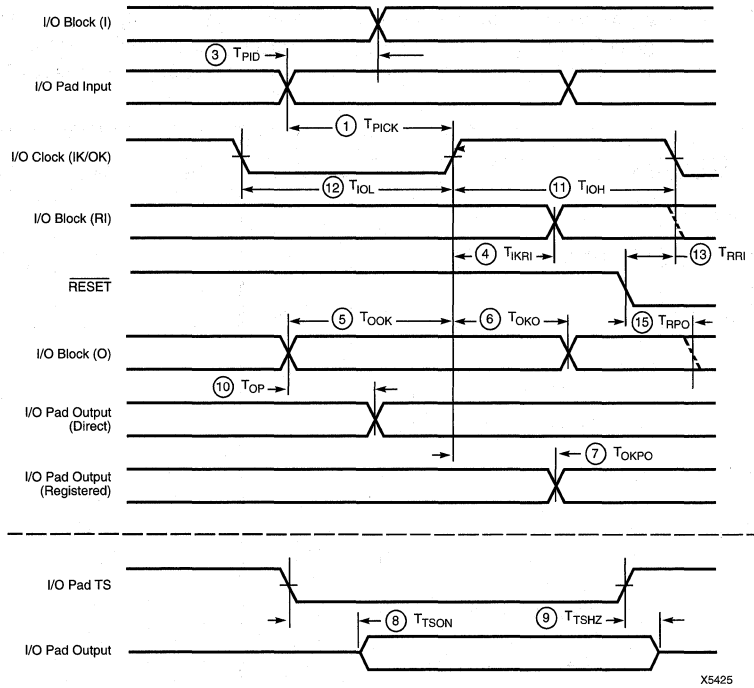 I/O Block (I)
③ TPID
I/O Pad Input
① TPICK
I/O Clock (IK/OK)
⑫ TIOL
⑪ TIOH
I/O Block (RI)
④ TIKRI
⑬ TRRI
RESET
⑤ TOOK
⑥ TOKO
⑮ TRPO
I/O Block (O)
⑩ TOP
I/O Pad Output
(Direct)
⑦ TOKPO
I/O Pad Output
(Registered)
I/O Pad TS
⑧ TTSON
⑨ TTSHZ
I/O Pad Output
X5425